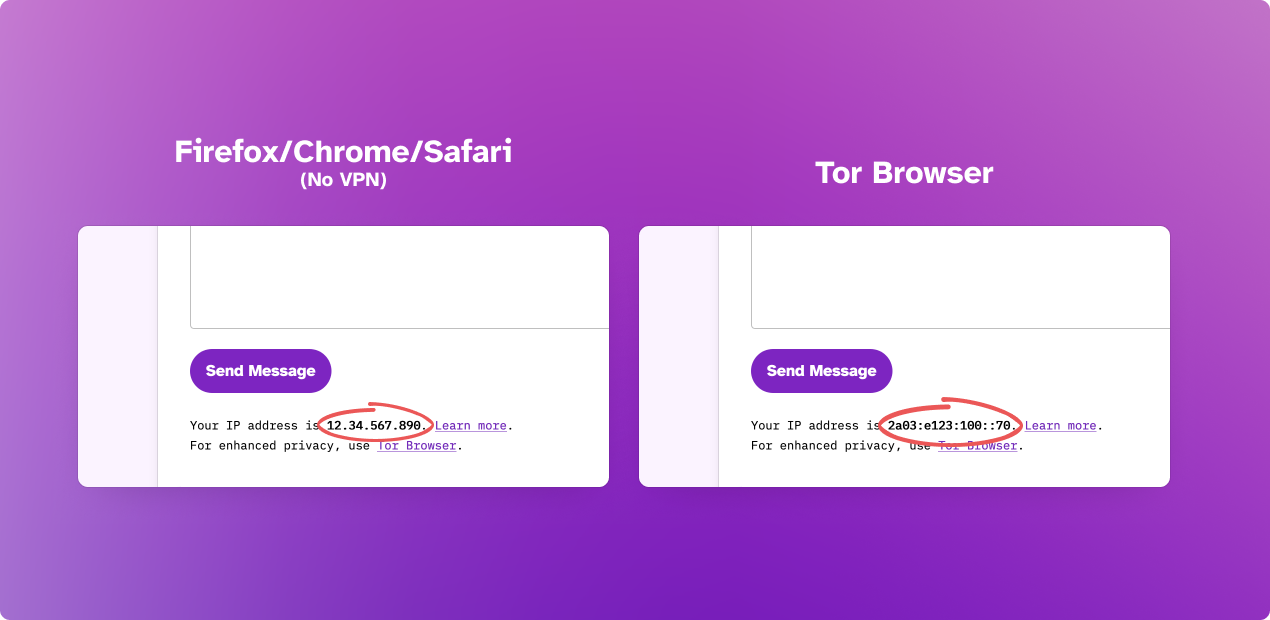 Firefox/Chrome/Safari
(No VPN)
Send Message
Your IP address is 12.34.567.890. Learn more.
For enhanced privacy, use Tor Browser.
Tor Browser
Send Message
Your IP address is 2a03:e123:100::70. Learn more.
For enhanced privacy, use Tor Browser.